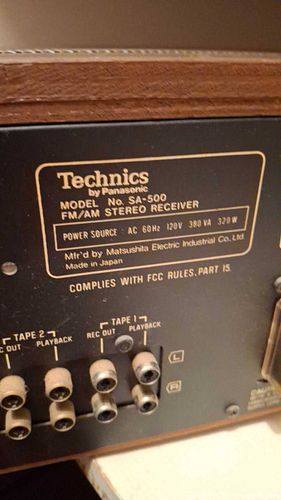 Technics
by Panasonic
MODEL No. SA-500
FM/AM STEREO RECEIVER
POWER SOURCE : AC 60Hz 120V 380VA 320W
Mfr'd by Matsushita Electric Industrial Co., Ltd.
Made in Japan
COMPLIES WITH FCC RULES, PART 15.
TAPE 2 TAPE 1
OUT PLAYBACK REC OUT PLAYBACK
L
R